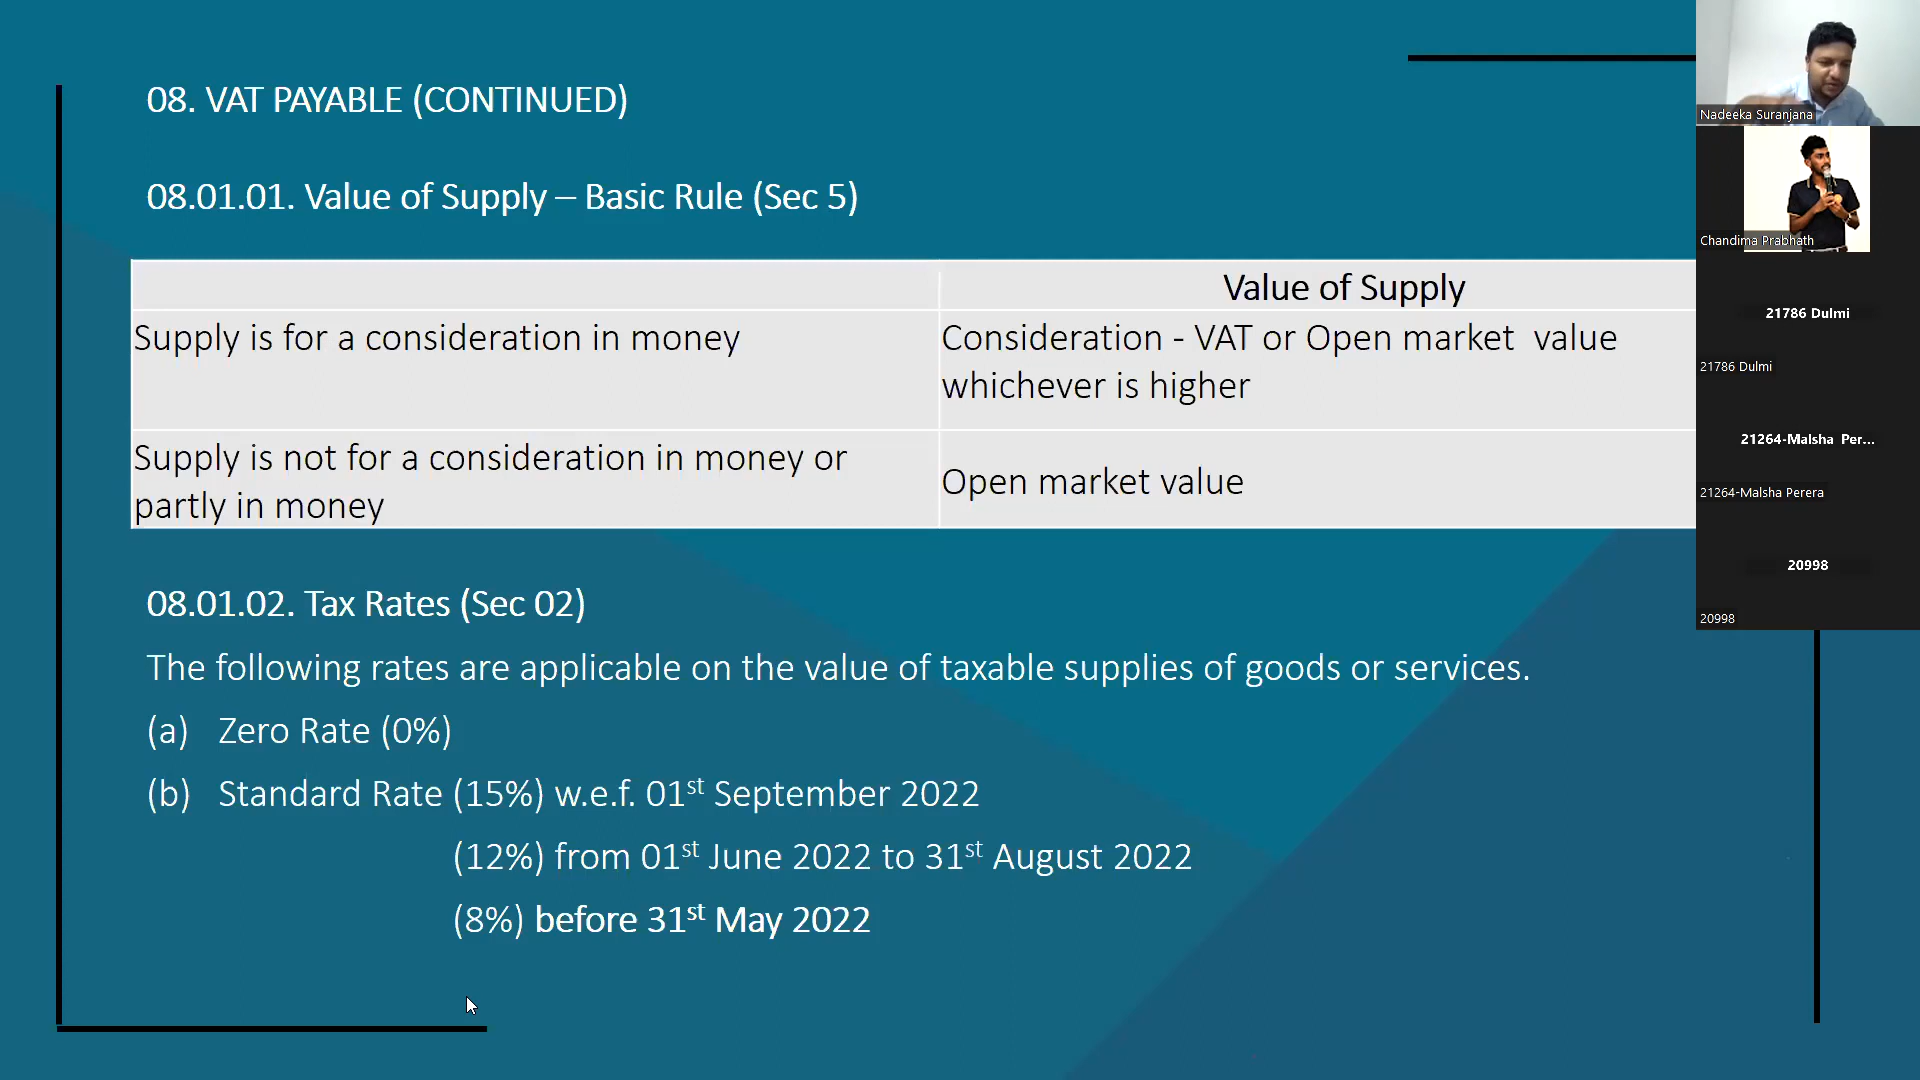 08. VAT PAYABLE (CONTINUED)
08.01.01. Value of Supply – Basic Rule (Sec 5)
Value of Supply
Supply is for a consideration in money
Consideration - VAT or Open market value
whichever is higher
Supply is not for a consideration in money or
partly in money
Open market value
08.01.02. Tax Rates (Sec 02)
The following rates are applicable on the value of taxable supplies of goods or services.
(a) Zero Rate (0%)
(b) Standard Rate (15%) w.e.f. 01st September 2022
(12%) from 01st June 2022 to 31st August 2022
(8%) before 31st May 2022
Nadeeka Suranjana
Chandima Prabhath
21786 Dulmi
21786 Dulmi
21264-Malsha Per...
21264-Malsha Perera
20998
20998